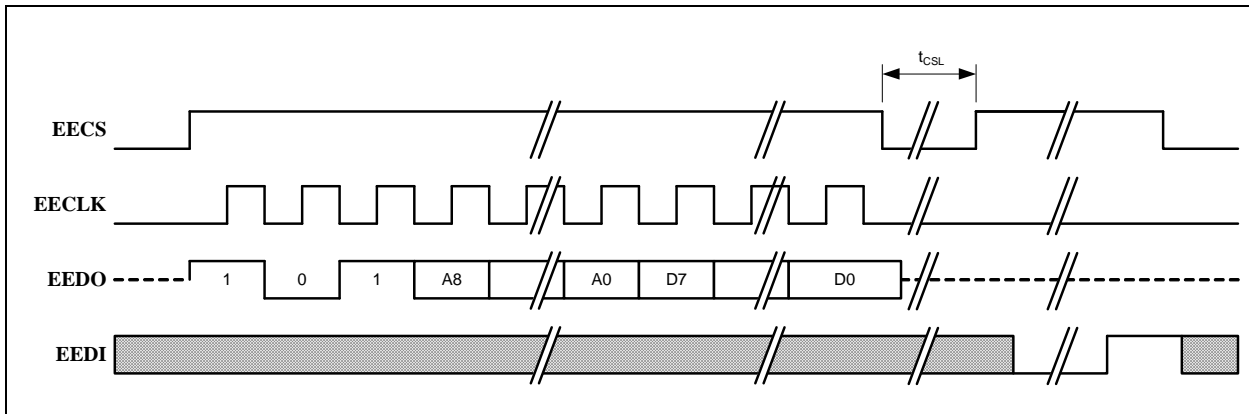 tCSL
EECS
EECLK
EEDO 1 0 1 A8 A0 D7 D0
EEDI